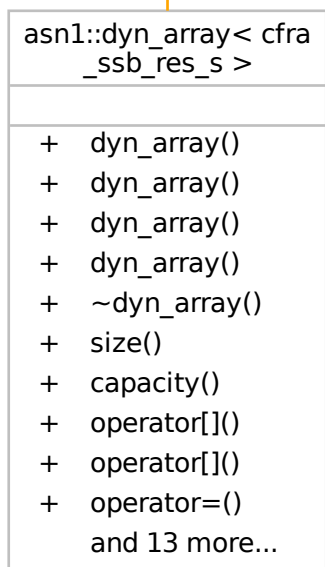 asn1::dyn_array< cfra
_ssb_res_s >
+ dyn_array()
+ dyn_array()
+ dyn_array()
+ dyn_array()
+ ~dyn_array()
+ size()
+ capacity()
+ operator[]()
+ operator[]()
+ operator=()
and 13 more...